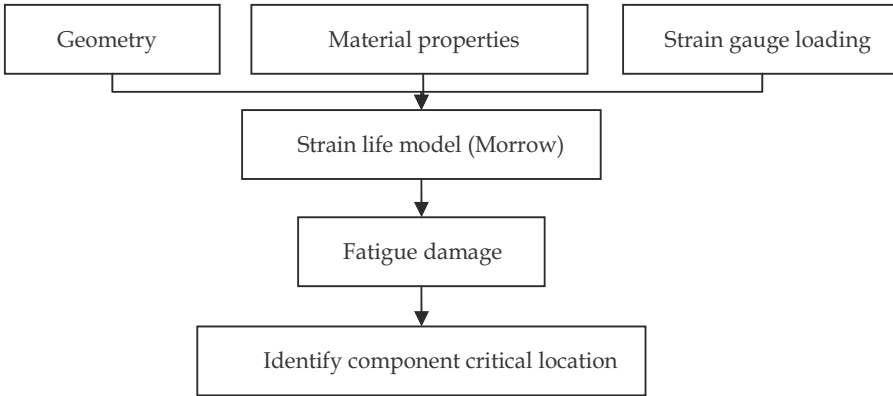 Geometry
Material properties
Strain gauge loading
Strain life model (Morrow)
Fatigue damage
Identify component critical location